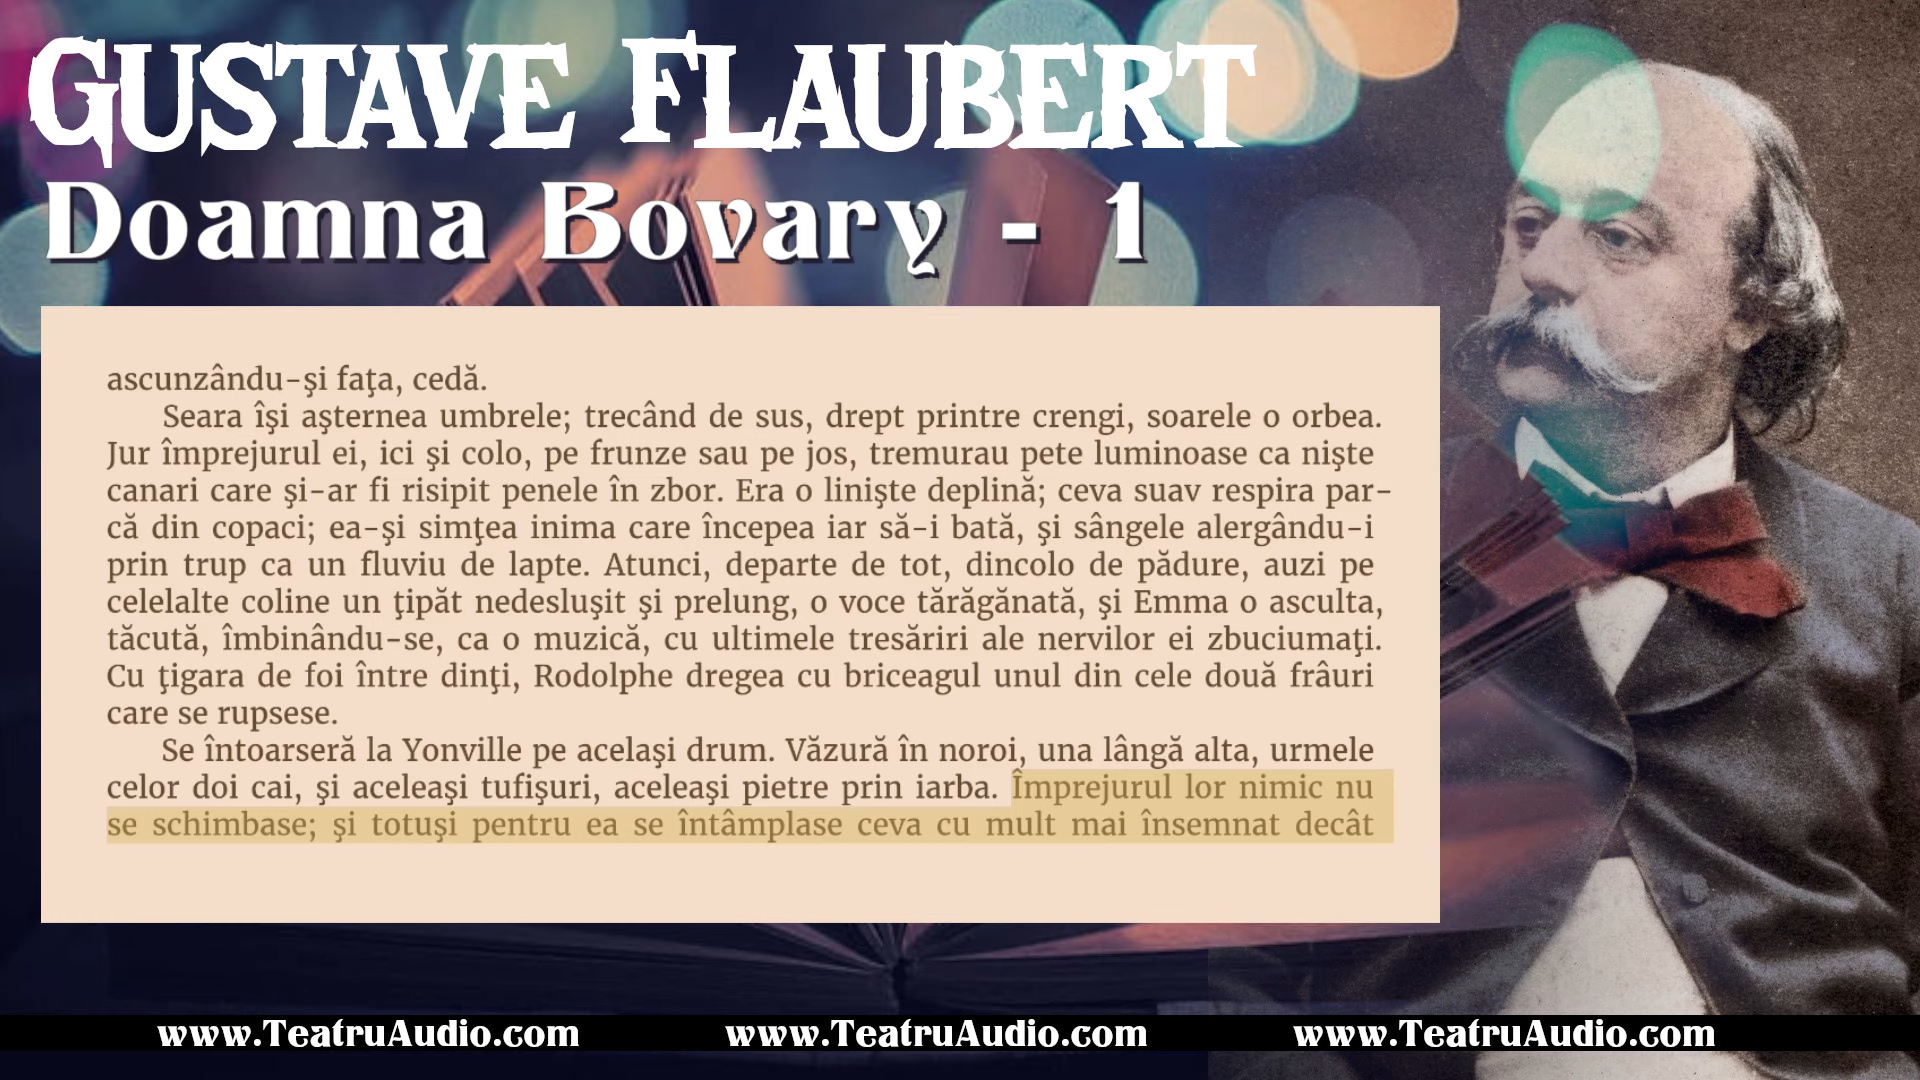 GUSTAVE FLAUBERT
Doamna Bovary - 1
ascunzându-şi faţa, cedă.
Seara îşi aşternea umbrele; trecând de sus, drept printre crengi, soarele o orbea.
Jur împrejurul ei, ici şi colo, pe frunze sau pe jos, tremurau pete luminoase ca nişte
canari care şi-ar fi risipit penele în zbor. Era o linişte deplină; ceva suav respira par-
că din copaci; ea-şi simţea inima care începea iar să-i bată, şi sângele alergându-i
prin trup ca un fluviu de lapte. Atunci, departe de tot, dincolo de pădure, auzi pe
celelalte coline un ţipăt nedesluşit şi prelung, o voce tărăgănată, şi Emma o asculta,
tăcută, îmbinându-se, ca o muzică, cu ultimele tresăriri ale nervilor ei zbuciumaţi.
Cu ţigara de foi între dinţi, Rodolphe dregea cu briceagul unul din cele două frâuri
care se rupsese.
Se întoarseră la Yonville pe acelaşi drum. Văzură în noroi, una lângă alta, urmele
celor doi cai, şi aceleaşi tufişuri, aceleaşi pietre prin iarba. Împrejurul lor nimic nu
se schimbase; şi totuşi pentru ea se întâmplase ceva cu mult mai însemnat decât
www.TeatruAudio.com www.TeatruAudio.com www.TeatruAudio.com